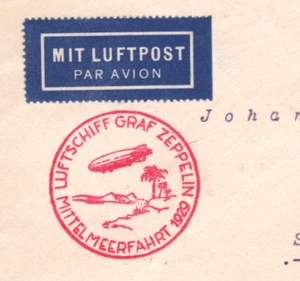 MIT LUFTPOST
PAR AVION
Johan
LUFTSCHIFF GRAF ZEPPELIN
MITTELMEERFAHRT 1929
S
.-